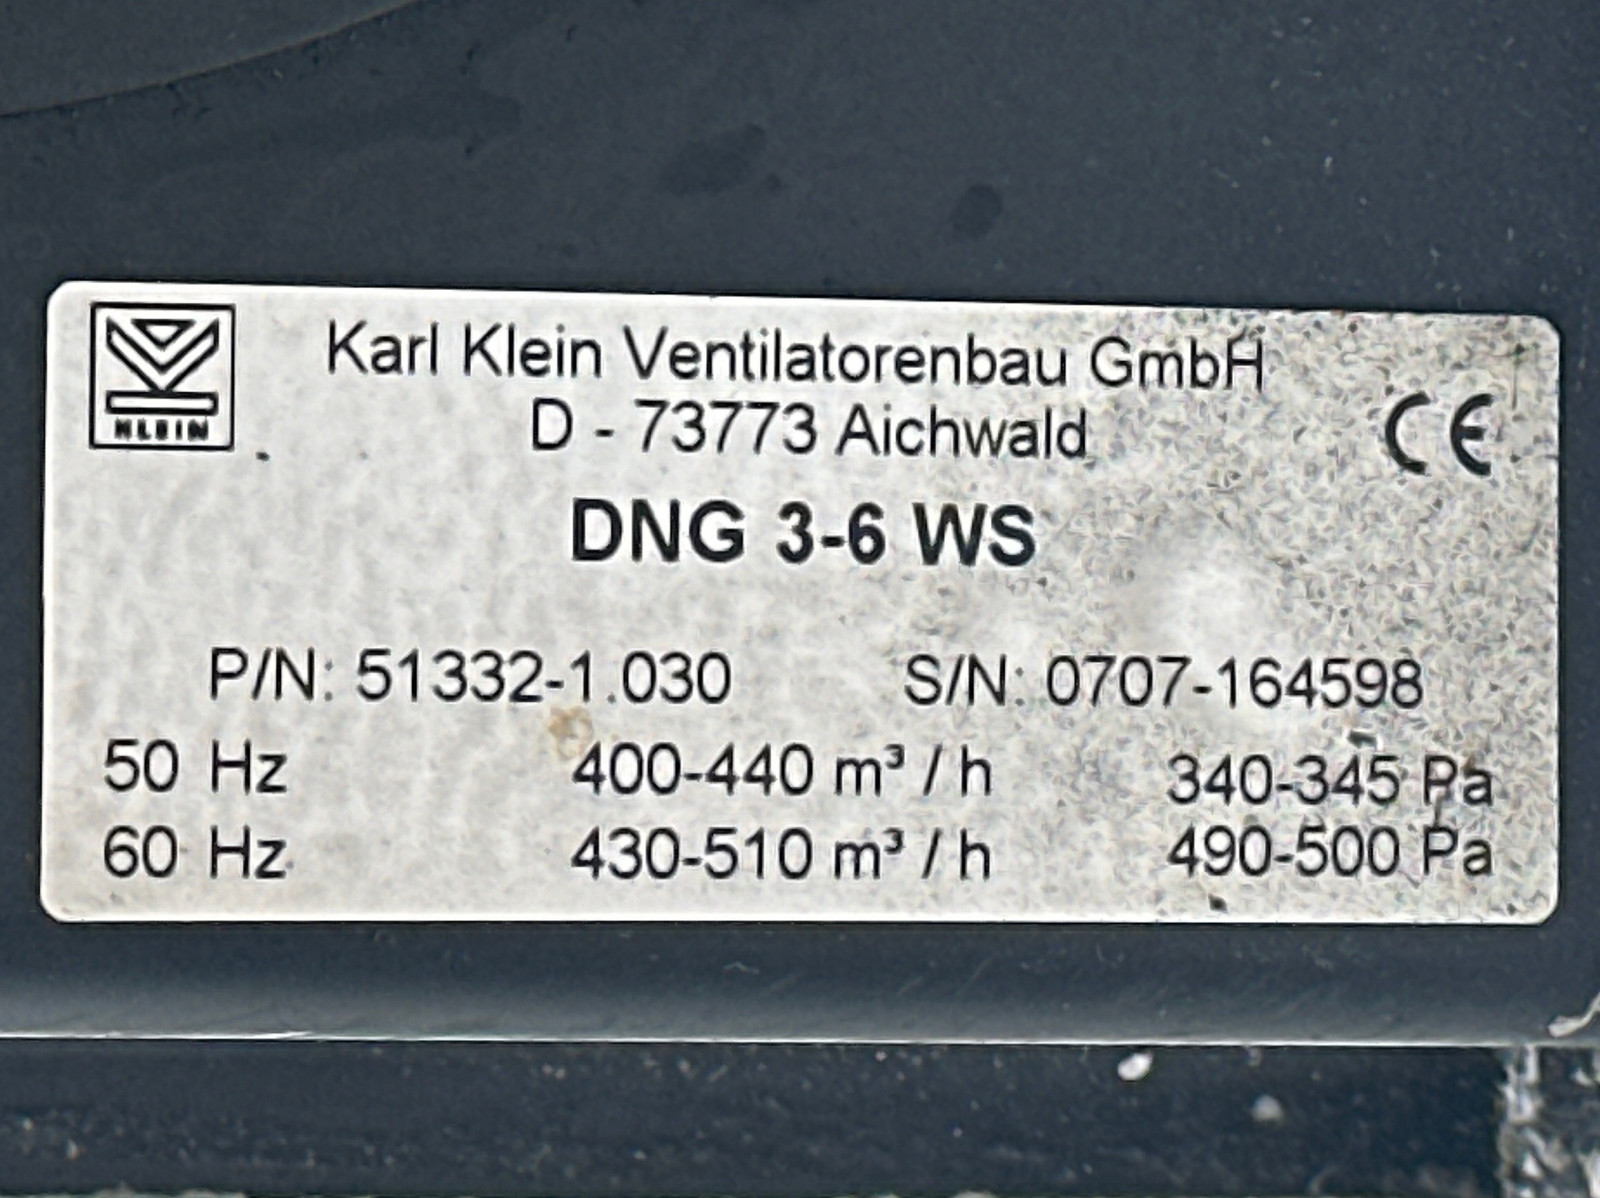 KLEIN
Karl Klein Ventilatorenbau GmbH
D - 73773 Aichwald
CE
DNG 3-6 WS
P/N: 51332-1.030 S/N: 0707-164598
50 Hz 400-440 m³ / h 340-345 Pa
60 Hz 430-510 m³ / h 490-500 Pa